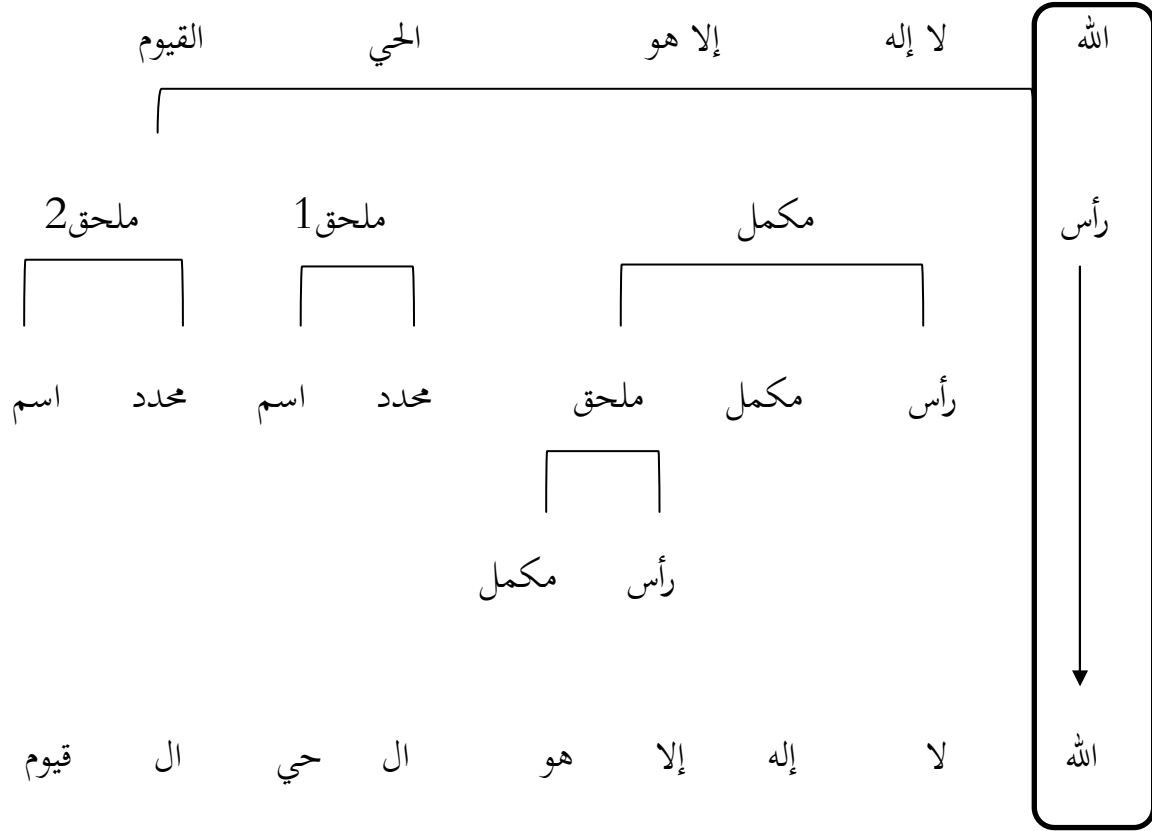 الله لا إله إلا هو الحي القيوم
رأس مكمل ملحق1 ملحق2
رأس مكمل ملحق محدد اسم محدد اسم
رأس مكمل
الله لا إله إلا هو ال حي ال قيوم